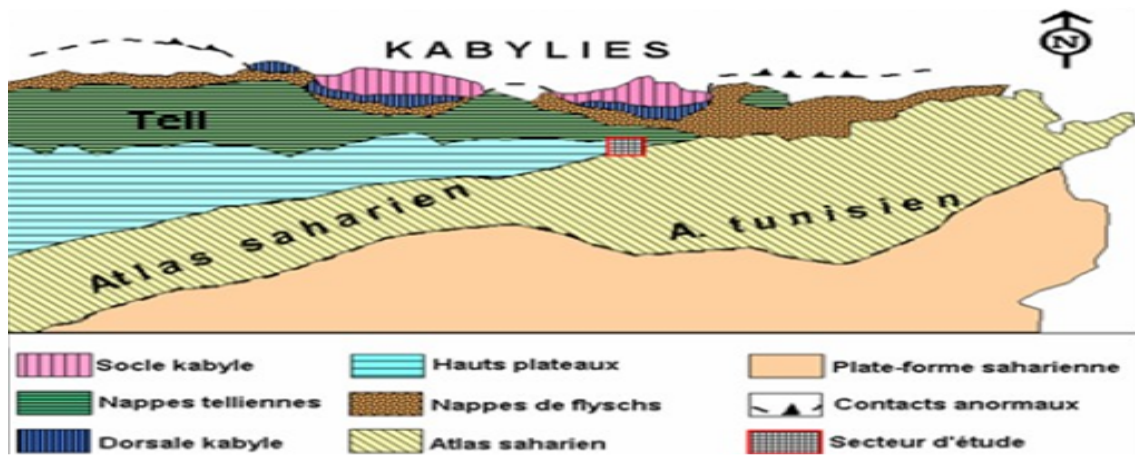 KABYLIES
N
Tell
Atlas saharien
A. tunisien
Socle kabyle
Hauts plateaux
Plate-forme saharienne
Nappes telliennes
Nappes de flyschs
Contacts anormaux
Dorsale kabyle
Atlas saharien
Secteur d'étude